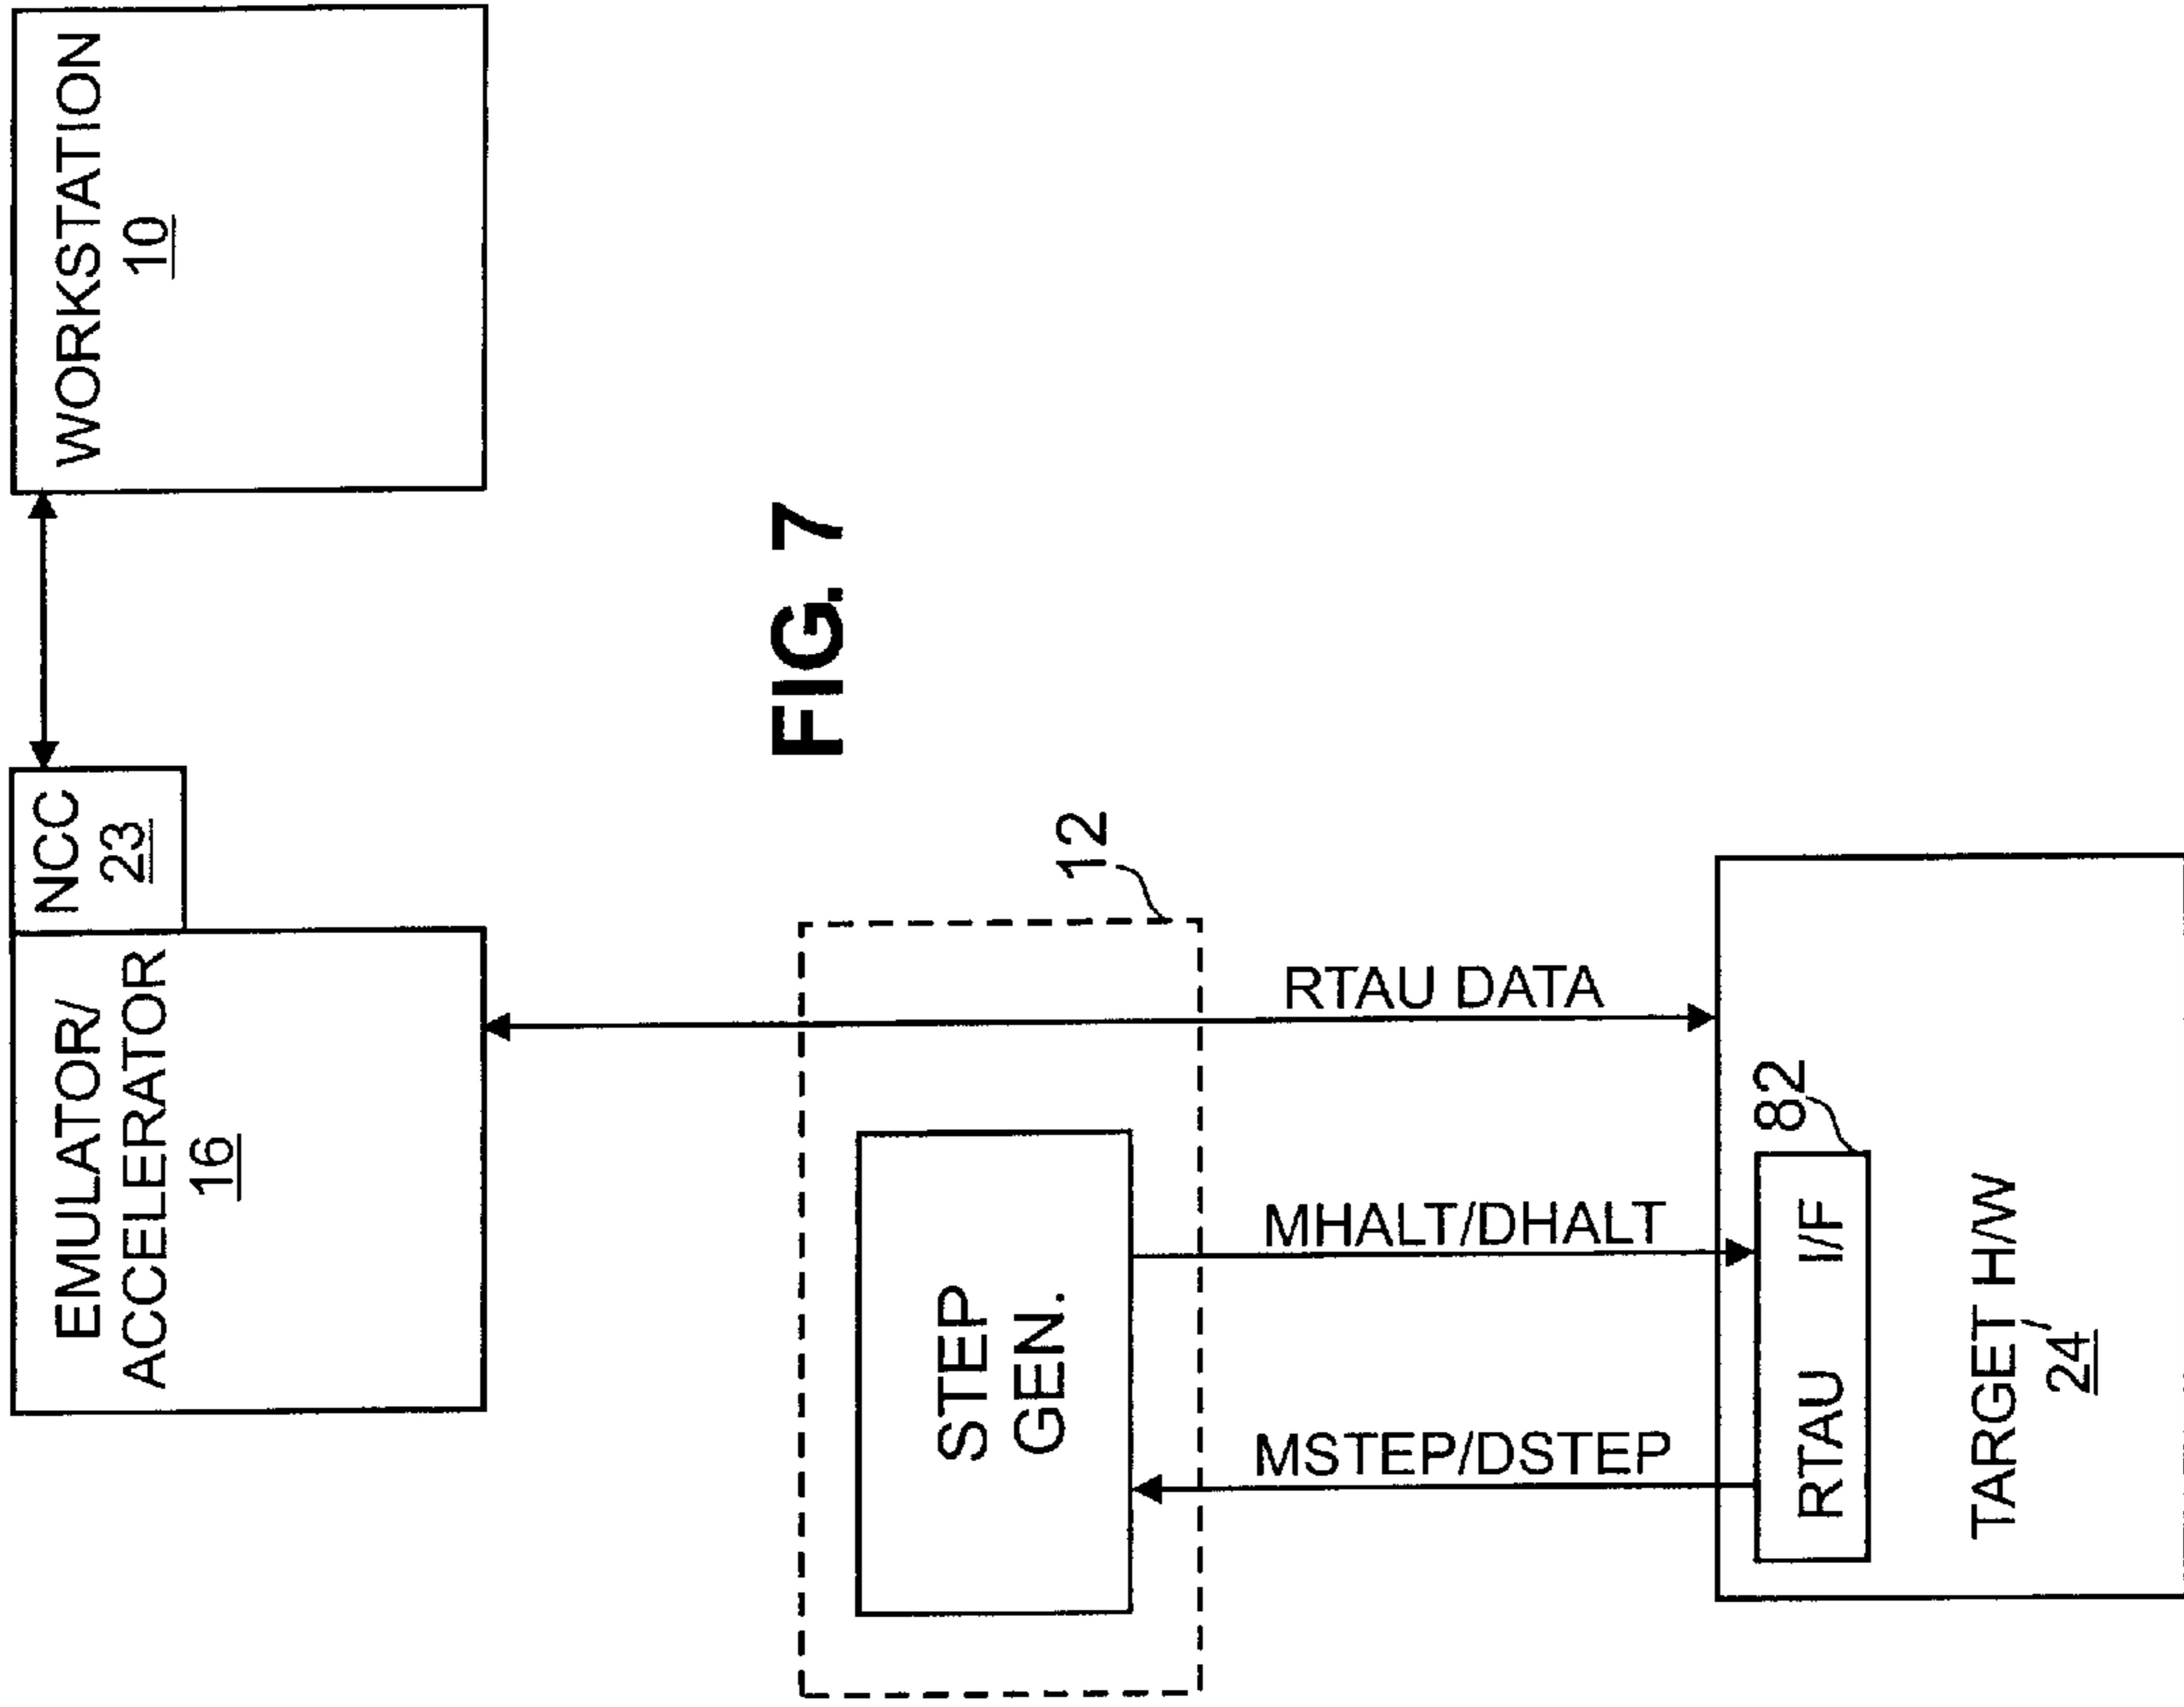 EMULATOR/
ACCELERATOR
16
NCC
23
WORKSTATION
10
FIG. 7
12
STEP
GEN.
RTAU DATA
MHALT/DHALT
MSTEP/DSTEP
82
RTAU I/F
TARGET H/W
24